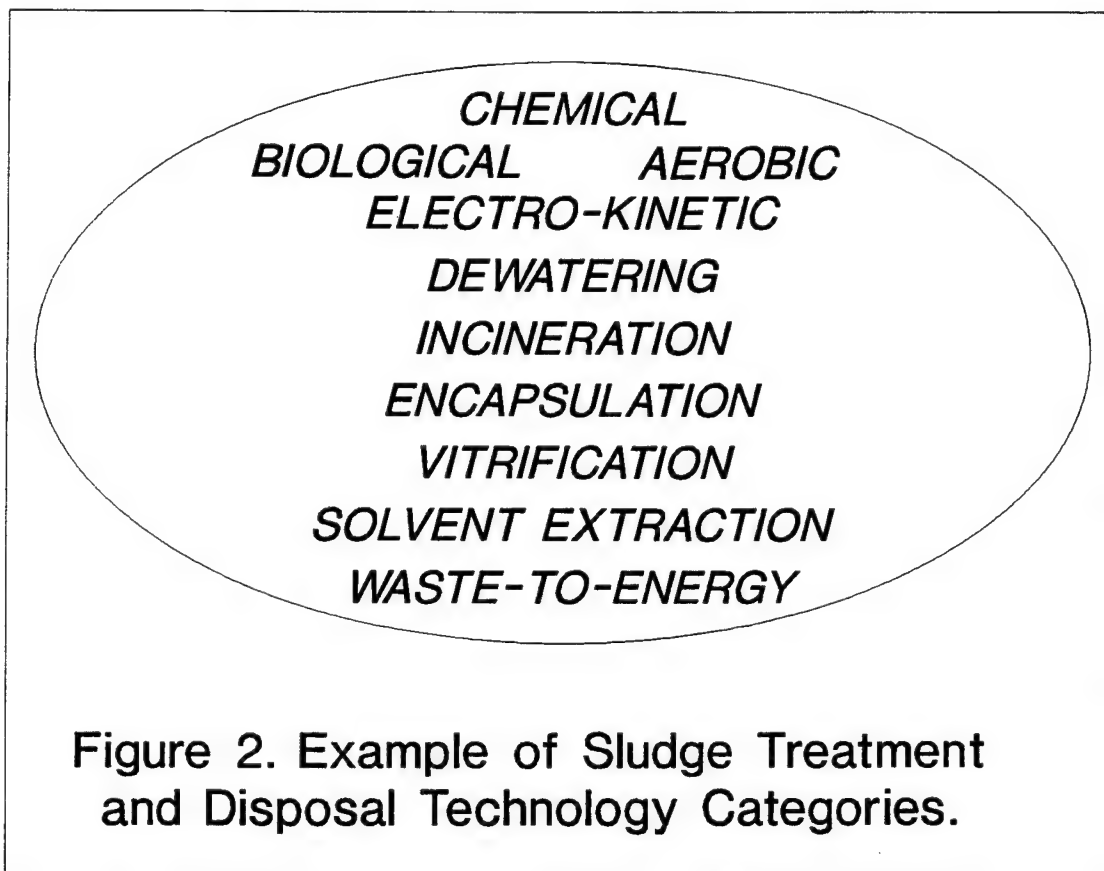 CHEMICAL
BIOLOGICAL AEROBIC
ELECTRO-KINETIC
DEWATERING
INCINERATION
ENCAPSULATION
VITRIFICATION
SOLVENT EXTRACTION
WASTE-TO-ENERGY
Figure 2. Example of Sludge Treatment
and Disposal Technology Categories.